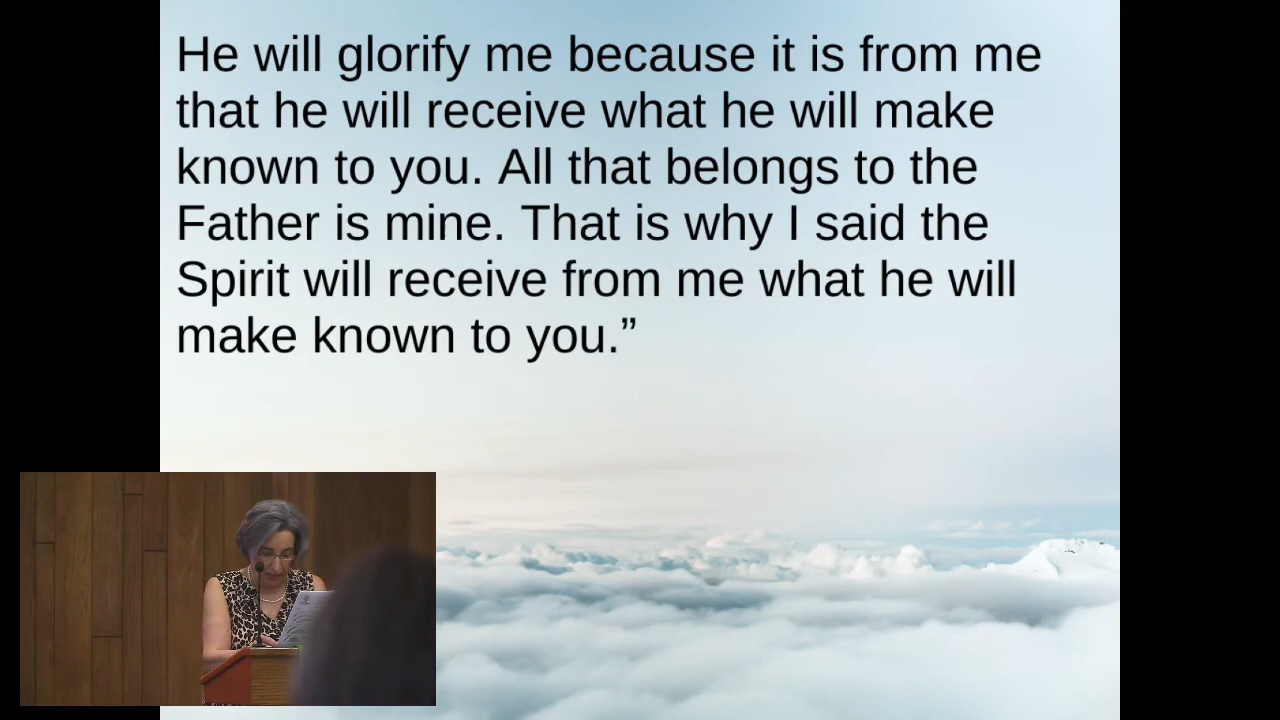 He will glorify me because it is from me
that he will receive what he will make
known to you. All that belongs to the
Father is mine. That is why I said the
Spirit will receive from me what he will
make known to you.”